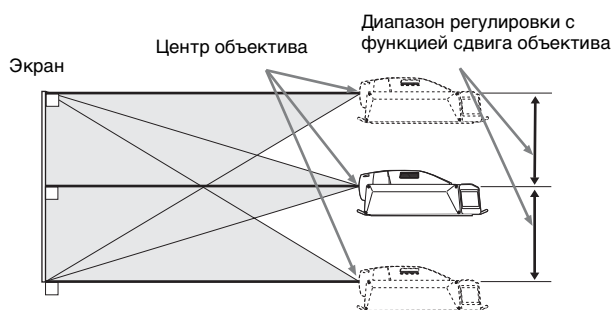 Диапазон регулировки с
функцией сдвига объектива
Центр объектива
Экран